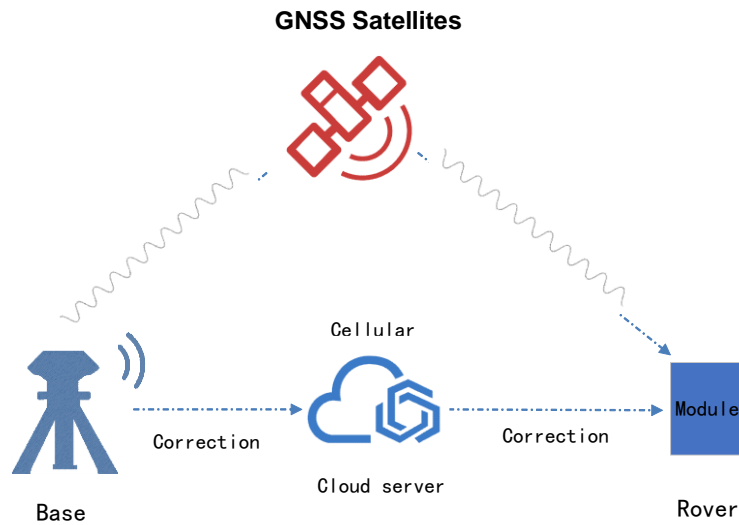 GNSS Satellites
Cellular
Module
Correction
Correction
Cloud server
Base
Rover